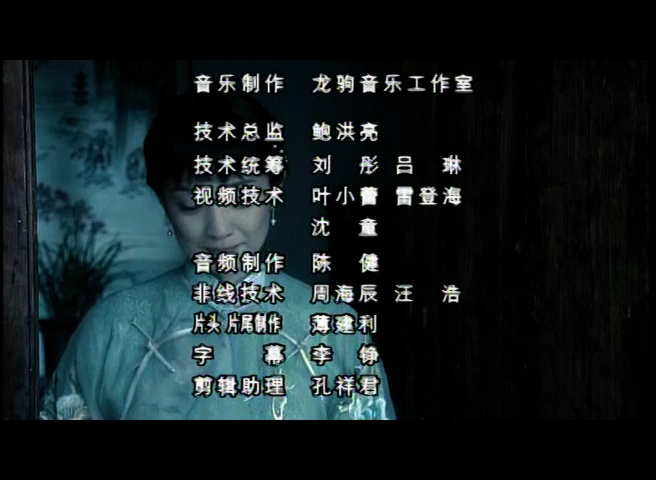 音乐制作 龙驹音乐工作室
技术总监 鲍洪亮
技术统筹 刘 彤 吕 琳
视频技术 叶小蕾 雷登海
沈 童
音频制作 陈 健
非线技术 周海辰 汪 浩
片头片尾制作 薄建利
字 幕 李 铮
剪辑助理 孔祥君